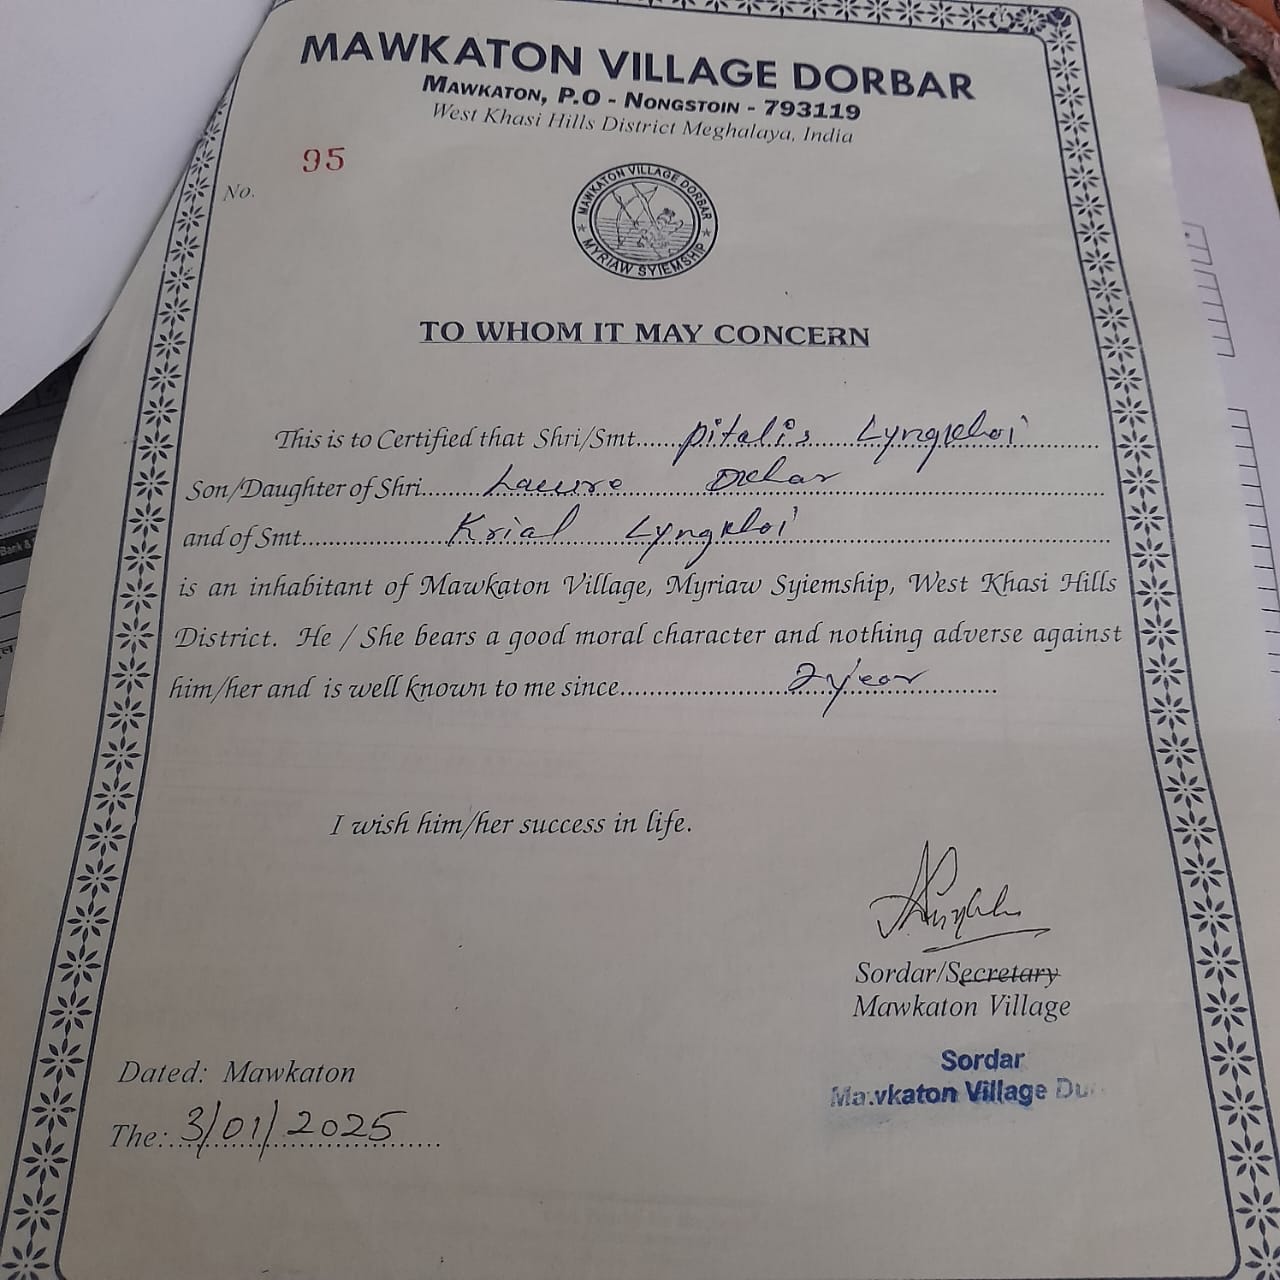 MAWKATON VILLAGE DORBAR
MAWKATON, P.O - NONGSTOIN - 793119
West Khasi Hills District Meghalaya, India
No. 95
MAWKATON VILLAGE DORBAR
MYRIAW SYIEMSHIP
TO WHOM IT MAY CONCERN
This is to Certified that Shri/Smt...... Pitalis Lyngkhoi
Son/Daughter of Shri...... Dkhar
and of Smt...... Krial Lyngkhoi
is an inhabitant of Mawkaton Village, Myriaw Syiemship, West Khasi Hills
District. He / She bears a good moral character and nothing adverse against
him/her and is well known to me since...... 2 year
I wish him/her success in life.
Sordar/Secretary
Mawkaton Village
Sordar
Mawkaton Village
Dated: Mawkaton
The: 3/01/2025
Bank &